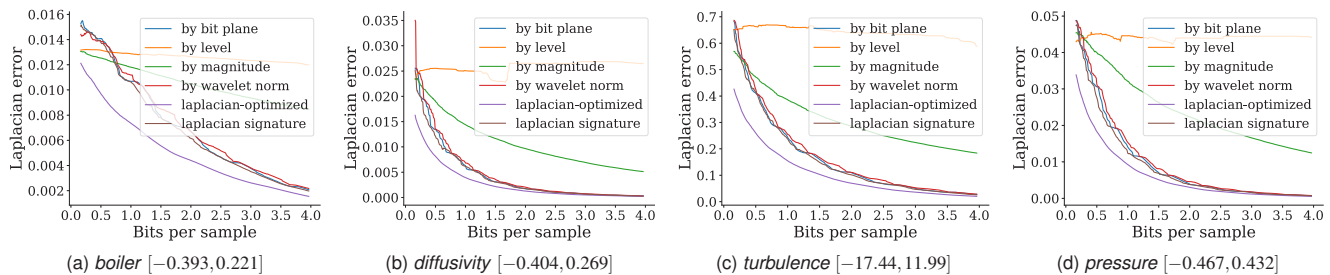 Laplacian error
0.016
0.014
0.012
0.010
0.008
0.006
0.004
0.002
by bit plane
by level
by magnitude
by wavelet norm
laplacian-optimized
laplacian signature
0.0 0.5 1.0 1.5 2.0 2.5 3.0 3.5 4.0
Bits per sample
(a) boiler [−0.393,0.221]
Laplacian error
0.035
0.030
0.025
0.020
0.015
0.010
0.005
0.000
by bit plane
by level
by magnitude
by wavelet norm
laplacian-optimized
laplacian signature
0.0 0.5 1.0 1.5 2.0 2.5 3.0 3.5 4.0
Bits per sample
(b) diffusivity [−0.404,0.269]
Laplacian error
0.7
0.6
0.5
0.4
0.3
0.2
0.1
0.0
by bit plane
by level
by magnitude
by wavelet norm
laplacian-optimized
laplacian signature
0.0 0.5 1.0 1.5 2.0 2.5 3.0 3.5 4.0
Bits per sample
(c) turbulence [−17.44,11.99]
Laplacian error
0.05
0.04
0.03
0.02
0.01
0.00
by bit plane
by level
by magnitude
by wavelet norm
laplacian-optimized
laplacian signature
0.0 0.5 1.0 1.5 2.0 2.5 3.0 3.5 4.0
Bits per sample
(d) pressure [−0.467,0.432]